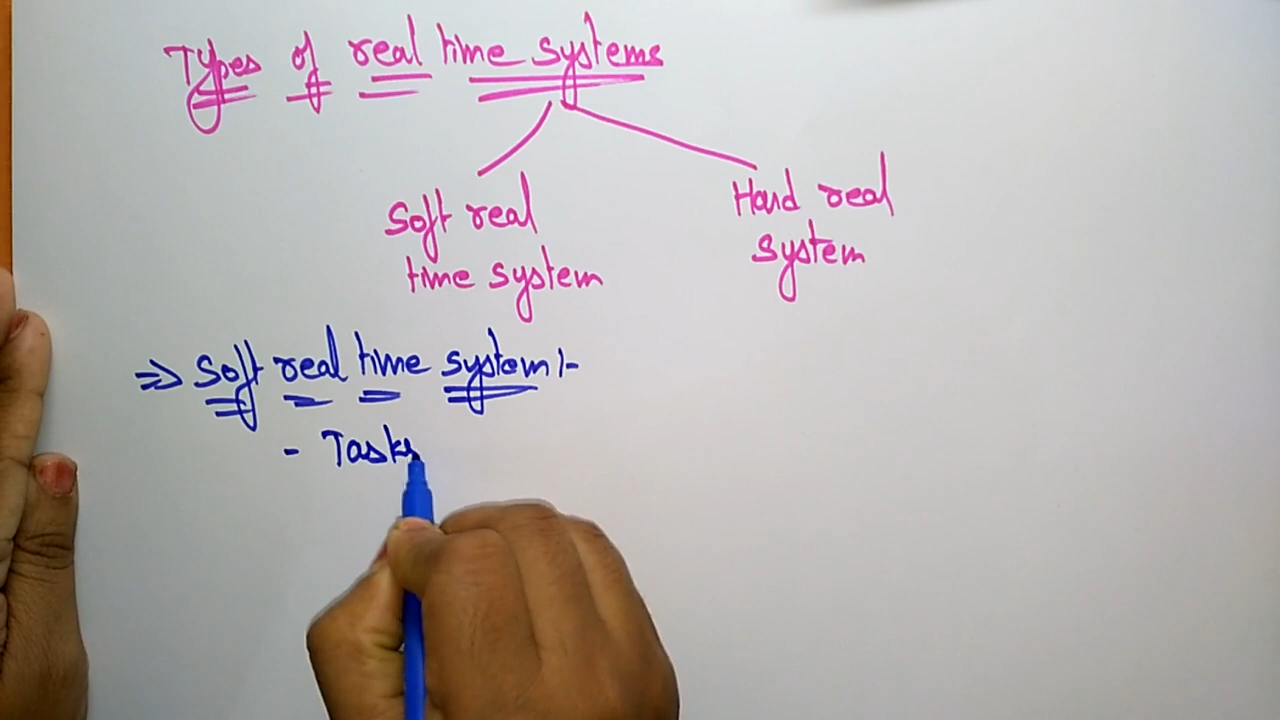 Types of real time systems
Soft real
time system
Hard real
system
⇒ Soft real time system :-
- Tasks